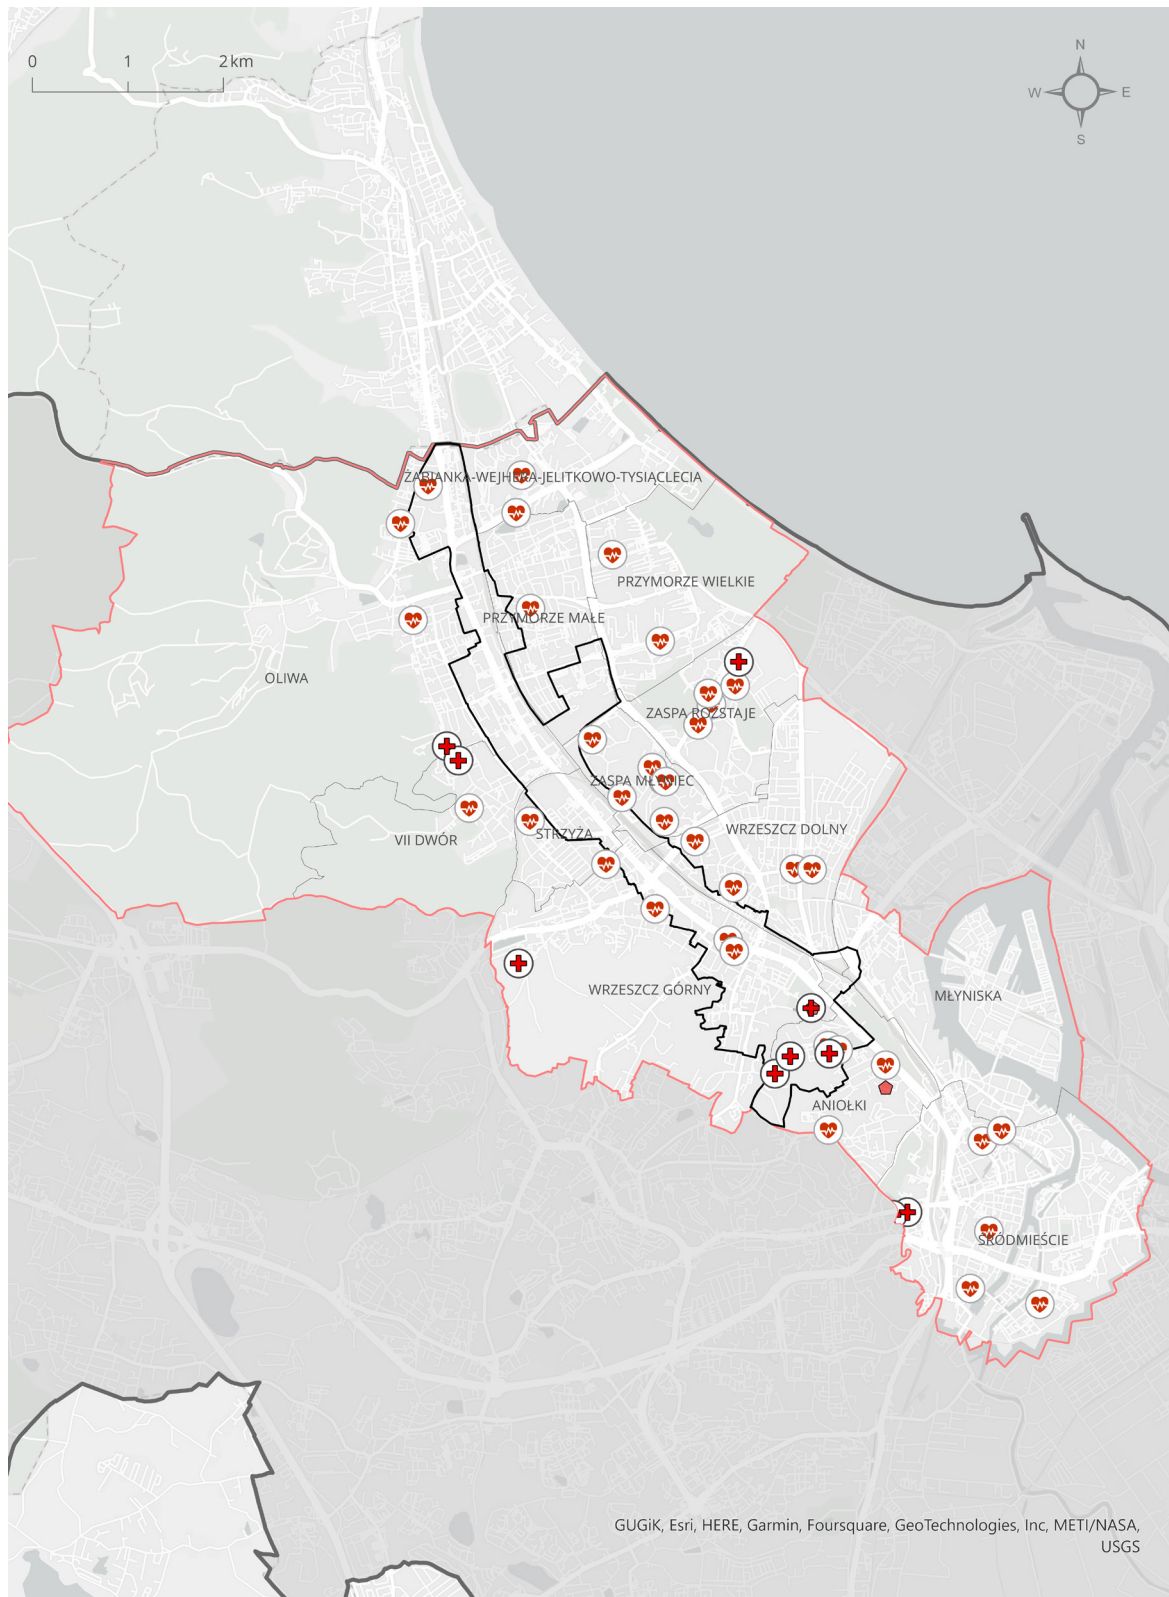 0 1 2 km
N
W E
S
ŻABIANKA-WEJHERA-JELITKOWO-TYSIĄCLECIA
PRZYMORZE WIELKIE
PRZYMORZE MAŁE
OLIWA
ZASPA ROZSTAJE
ZASPA MŁYNIEC
WRZESZCZ DOLNY
STRZYŻA
VII DWÓR
WRZESZCZ GÓRNY
MŁYNISKA
ANIOŁKI
ŚRÓDMIEŚCIE
GUGiK, Esri, HERE, Garmin, Foursquare, GeoTechnologies, Inc, METI/NASA,
USGS